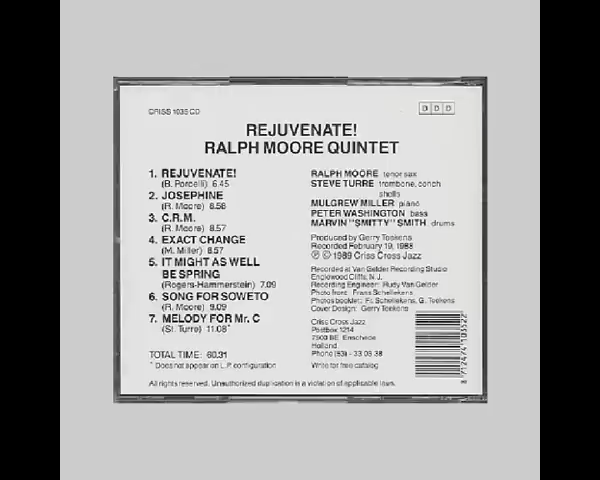 CRISS 1035 CD
D D D
REJUVENATE!
RALPH MOORE QUINTET
1. REJUVENATE!
(B. Porcelli) 6.45
2. JOSEPHINE
(R. Moore) 8.58
3. C.R.M.
(R. Moore) 8.57
4. EXACT CHANGE
(M. Miller) 8.57
5. IT MIGHT AS WELL
BE SPRING
(Rogers-Hammerstein) 7.09
6. SONG FOR SOWETO
(R. Moore) 9.09
7. MELODY FOR Mr. C
(St. Turre) 11.08*
TOTAL TIME: 60.31
* Does not appear on L.P. configuration
RALPH MOORE tenor sax
STEVE TURRE trombone, conch
shells
MULGREW MILLER piano
PETER WASHINGTON bass
MARVIN "SMITTY" SMITH drums
Produced by Gerry Teekens
Recorded February 19, 1988
℗ © 1989 Criss Cross Jazz
Recorded at Van Gelder Recording Studio
Englewood Cliffs, N.J.
Recording Engineer: Rudy VanGelder
Photo front: Frans Schellekens
Photos booklet: Fr. Schellekens, G. Teekens
Cover Design: Gerry Teekens
Criss Cross Jazz
Postbox 1214
7500 BE Enschede
Holland
Phone (53) - 33 03 38
Write for free catalog
8 712474 103522
All rights reserved. Unauthorized duplication is a violation of applicable laws.